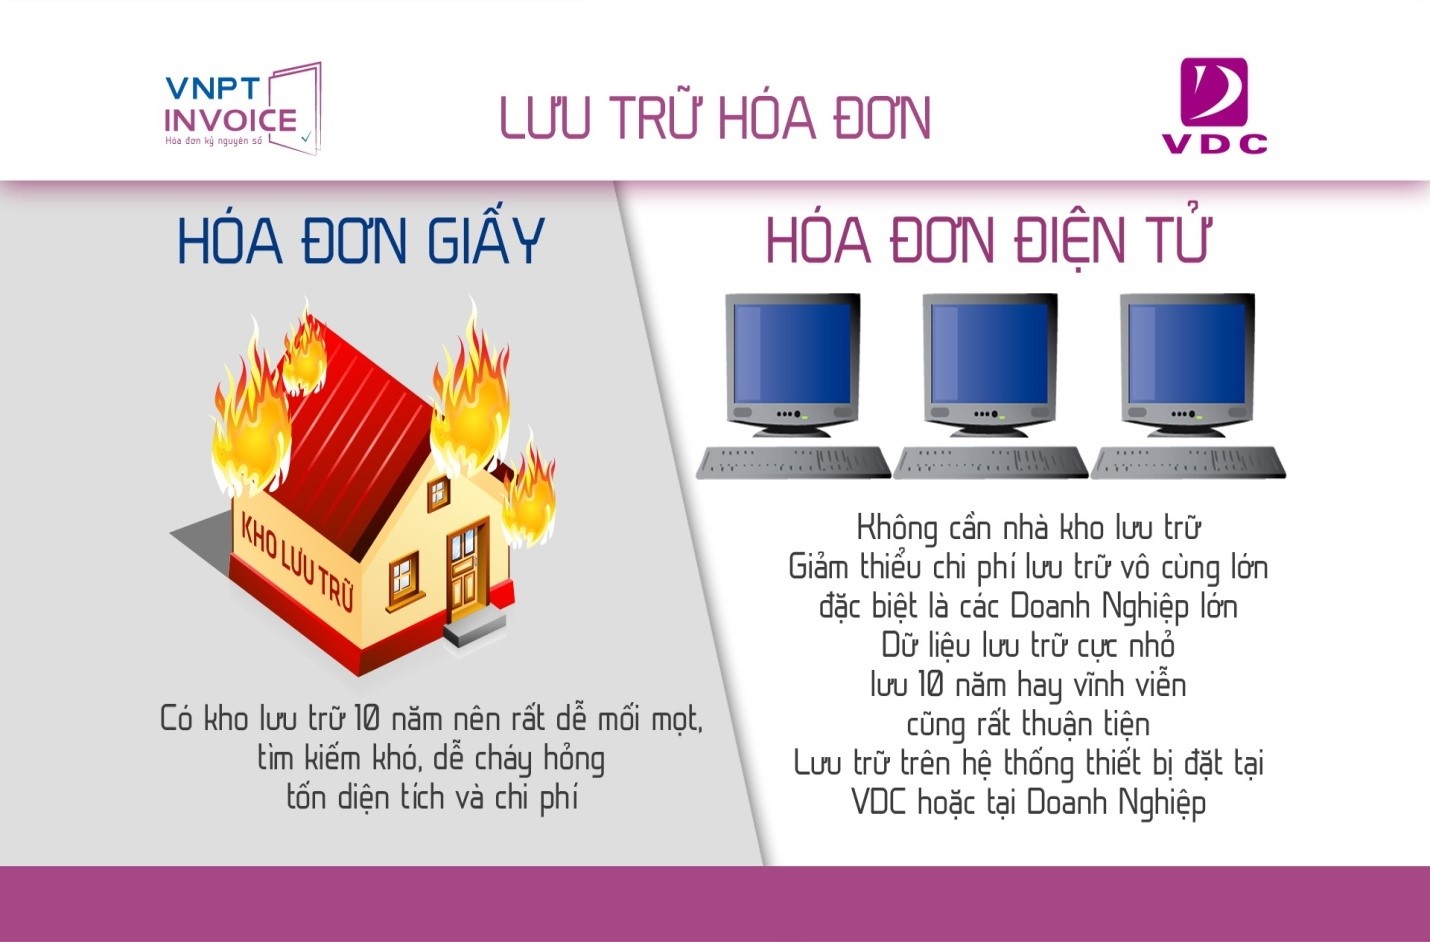 VNPT
INVOICE
Hóa đơn kỷ nguyên số
LƯU TRỮ HÓA ĐƠN
VDC
HÓA ĐƠN GIẤY
KHO LƯU TRỮ
Có kho lưu trữ 10 năm nên rất dễ mối mọt,
tìm kiếm khó, dễ cháy hỏng
tốn diện tích và chi phí
HÓA ĐƠN ĐIỆN TỬ
Không cần nhà kho lưu trữ
Giảm thiểu chi phí lưu trữ vô cùng lớn
đặc biệt là các Doanh Nghiệp lớn
Dữ liệu lưu trữ cực nhỏ
lưu 10 năm hay vĩnh viễn
cũng rất thuận tiện
Lưu trữ trên hệ thống thiết bị đặt tại
VDC hoặc tại Doanh Nghiệp